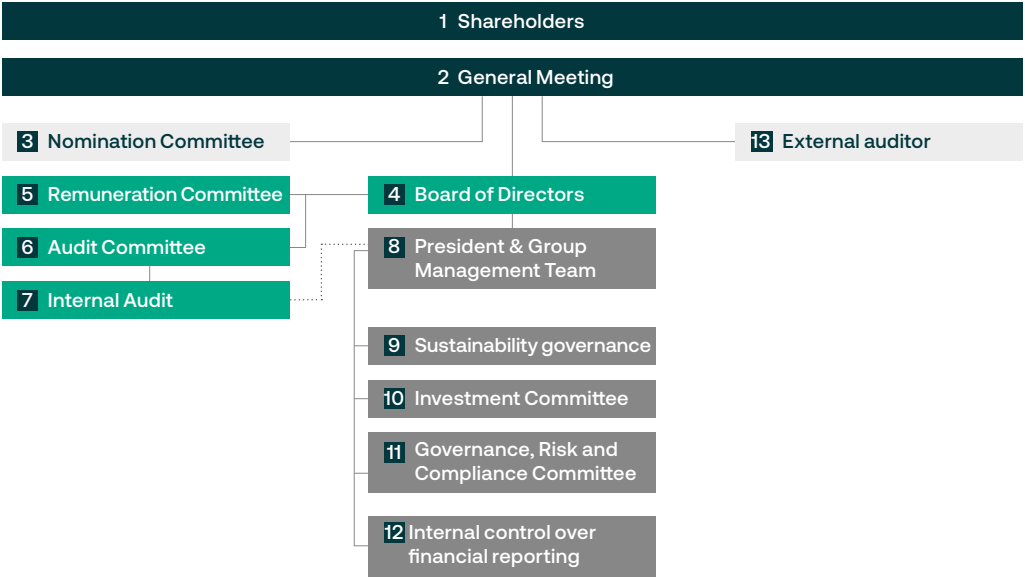 1 Shareholders
2 General Meeting
3 Nomination Committee
13 External auditor
5 Remuneration Committee
4 Board of Directors
6 Audit Committee
8 President & Group
Management Team
7 Internal Audit
9 Sustainability governance
10 Investment Committee
11 Governance, Risk and
Compliance Committee
12 Internal control over
financial reporting